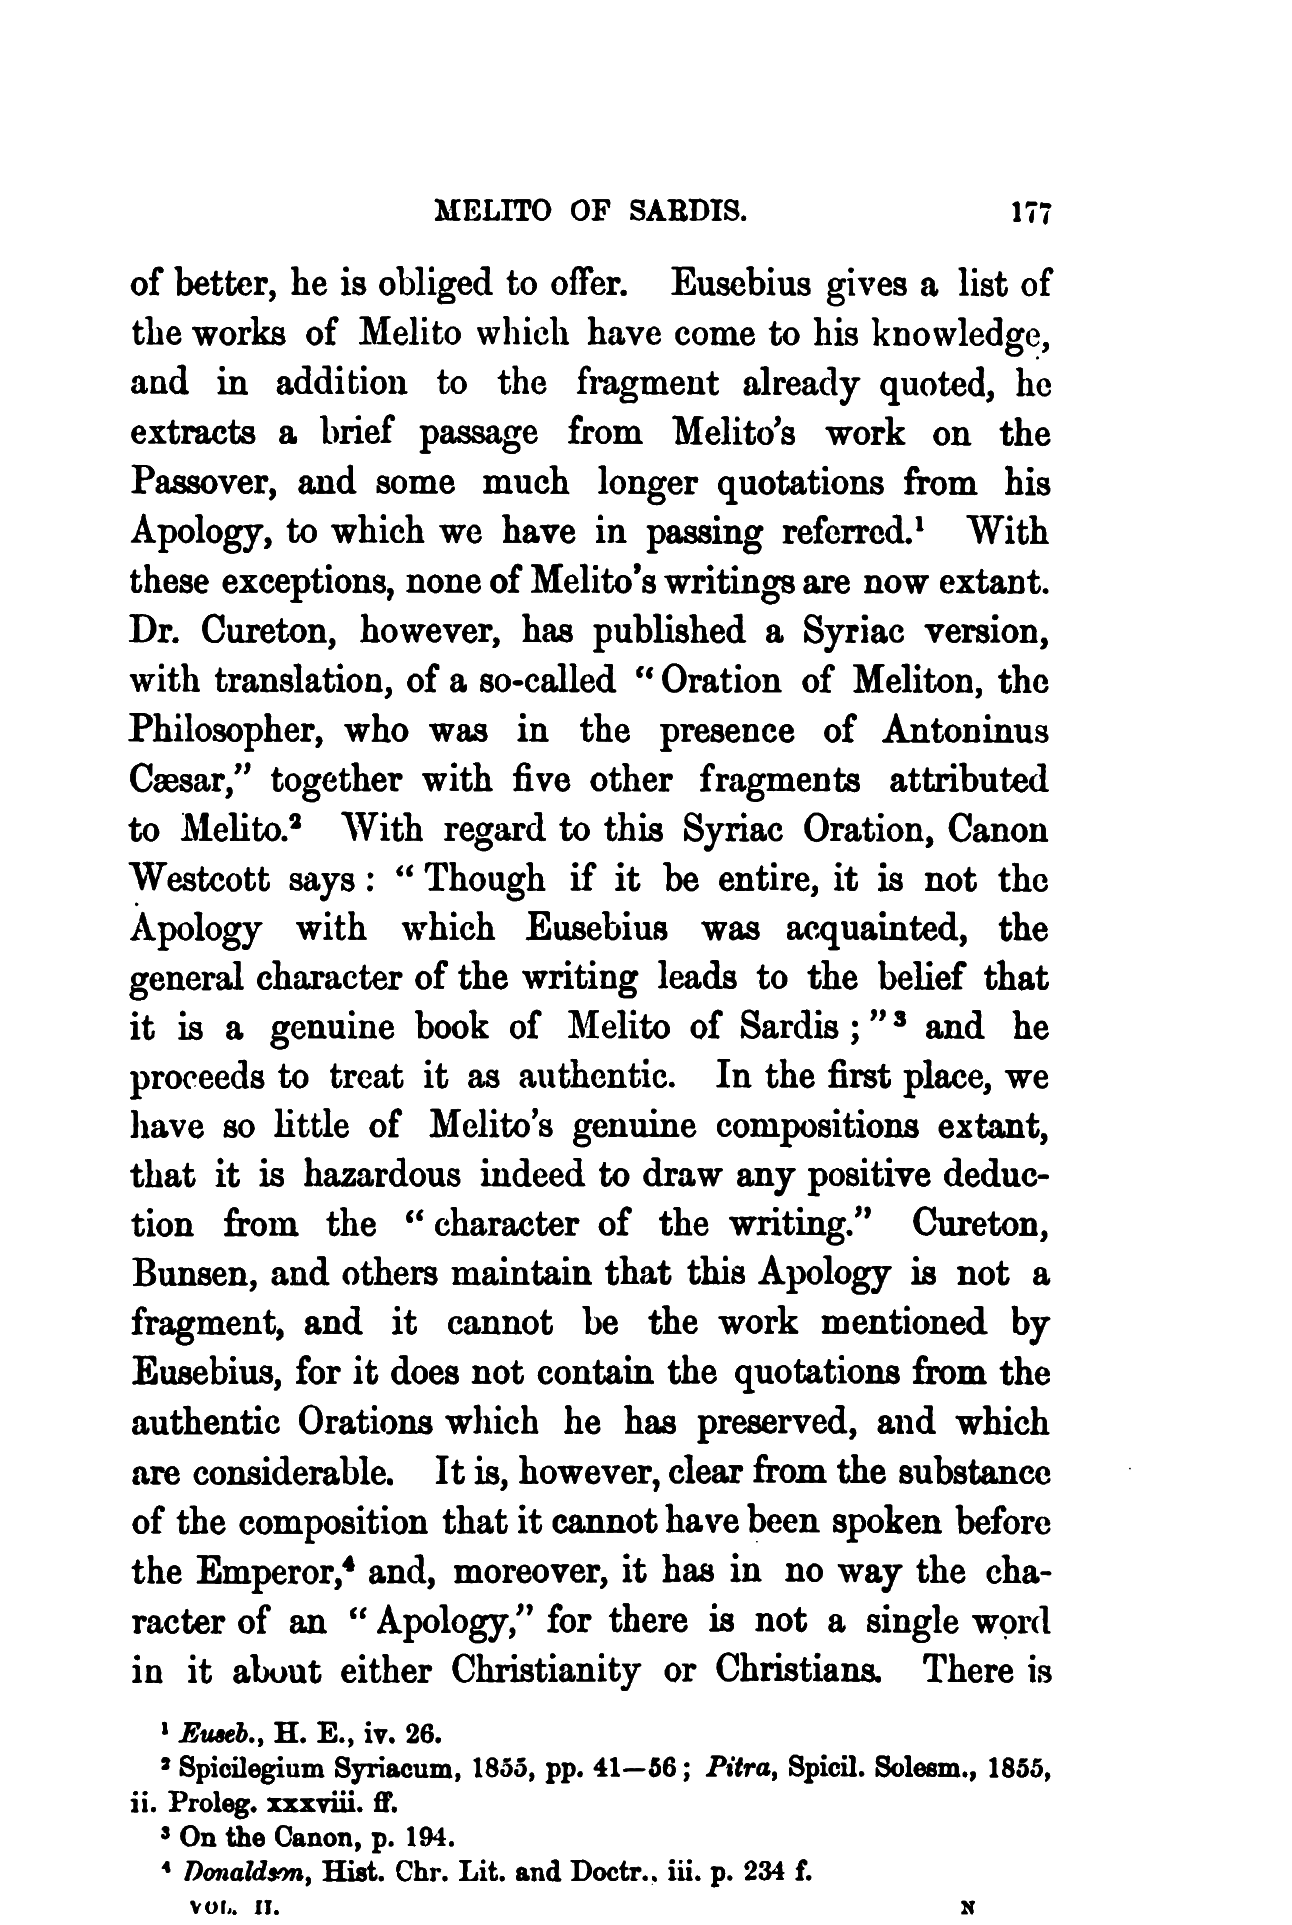 MELITO OF SARDIS. 177
of better, he is obliged to offer. Eusebius gives a list of
the works of Melito which have come to his knowledge,
and in addition to the fragment already quoted, he
extracts a brief passage from Melito's work on the
Passover, and some much longer quotations from his
Apology, to which we have in passing referred.¹ With
these exceptions, none of Melito's writings are now extant.
Dr. Cureton, however, has published a Syriac version,
with translation, of a so-called “Oration of Meliton, the
Philosopher, who was in the presence of Antoninus
Cæsar,” together with five other fragments attributed
to Melito.² With regard to this Syriac Oration, Canon
Westcott says: “Though if it be entire, it is not the
Apology with which Eusebius was acquainted, the
general character of the writing leads to the belief that
it is a genuine book of Melito of Sardis;”³ and he
proceeds to treat it as authentic. In the first place, we
have so little of Melito's genuine compositions extant,
that it is hazardous indeed to draw any positive deduc-
tion from the “character of the writing.” Cureton,
Bunsen, and others maintain that this Apology is not a
fragment, and it cannot be the work mentioned by
Eusebius, for it does not contain the quotations from the
authentic Orations which he has preserved, and which
are considerable. It is, however, clear from the substance
of the composition that it cannot have been spoken before
the Emperor,⁴ and, moreover, it has in no way the cha-
racter of an “Apology,” for there is not a single word
in it about either Christianity or Christians. There is
¹ Euseb., H. E., iv. 26.
² Spicilegium Syriacum, 1855, pp. 41—56; Pitra, Spicil. Solesm., 1855,
ii. Proleg. xxxviii. ff.
³ On the Canon, p. 194.
⁴ Donaldson, Hist. Chr. Lit. and Doctr., iii. p. 234 f.
VOL. II. N